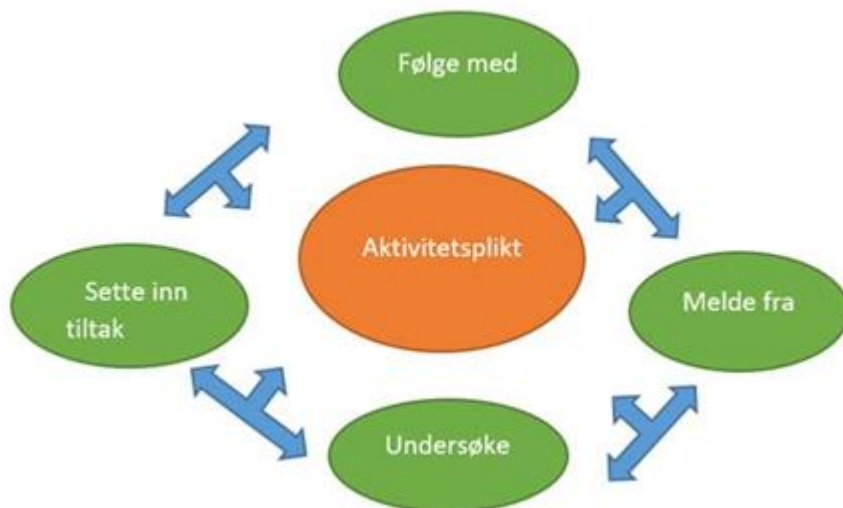 Følge med
Aktivitetsplikt
Sette inn
tiltak
Melde fra
Undersøke